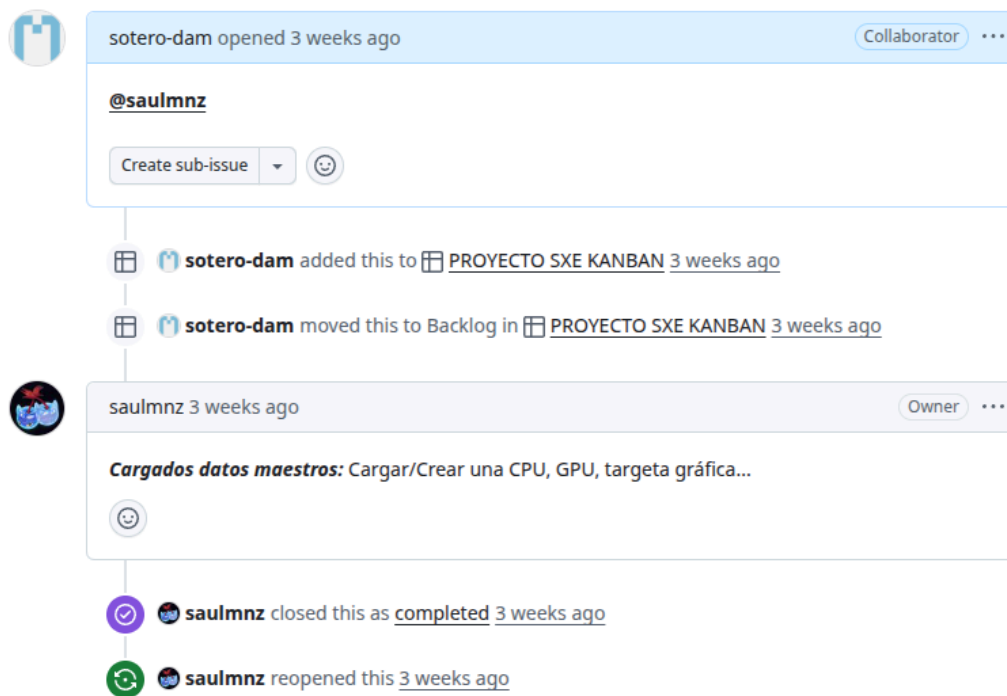 sotero-dam opened 3 weeks ago Collaborator ...
@saulmnz
Create sub-issue
sotero-dam added this to PROYECTO SXE KANBAN 3 weeks ago
sotero-dam moved this to Backlog in PROYECTO SXE KANBAN 3 weeks ago
saulmnz 3 weeks ago Owner ...
Cargados datos maestros: Cargar/Crear una CPU, GPU, targeta gráfica...
saulmnz closed this as completed 3 weeks ago
saulmnz reopened this 3 weeks ago